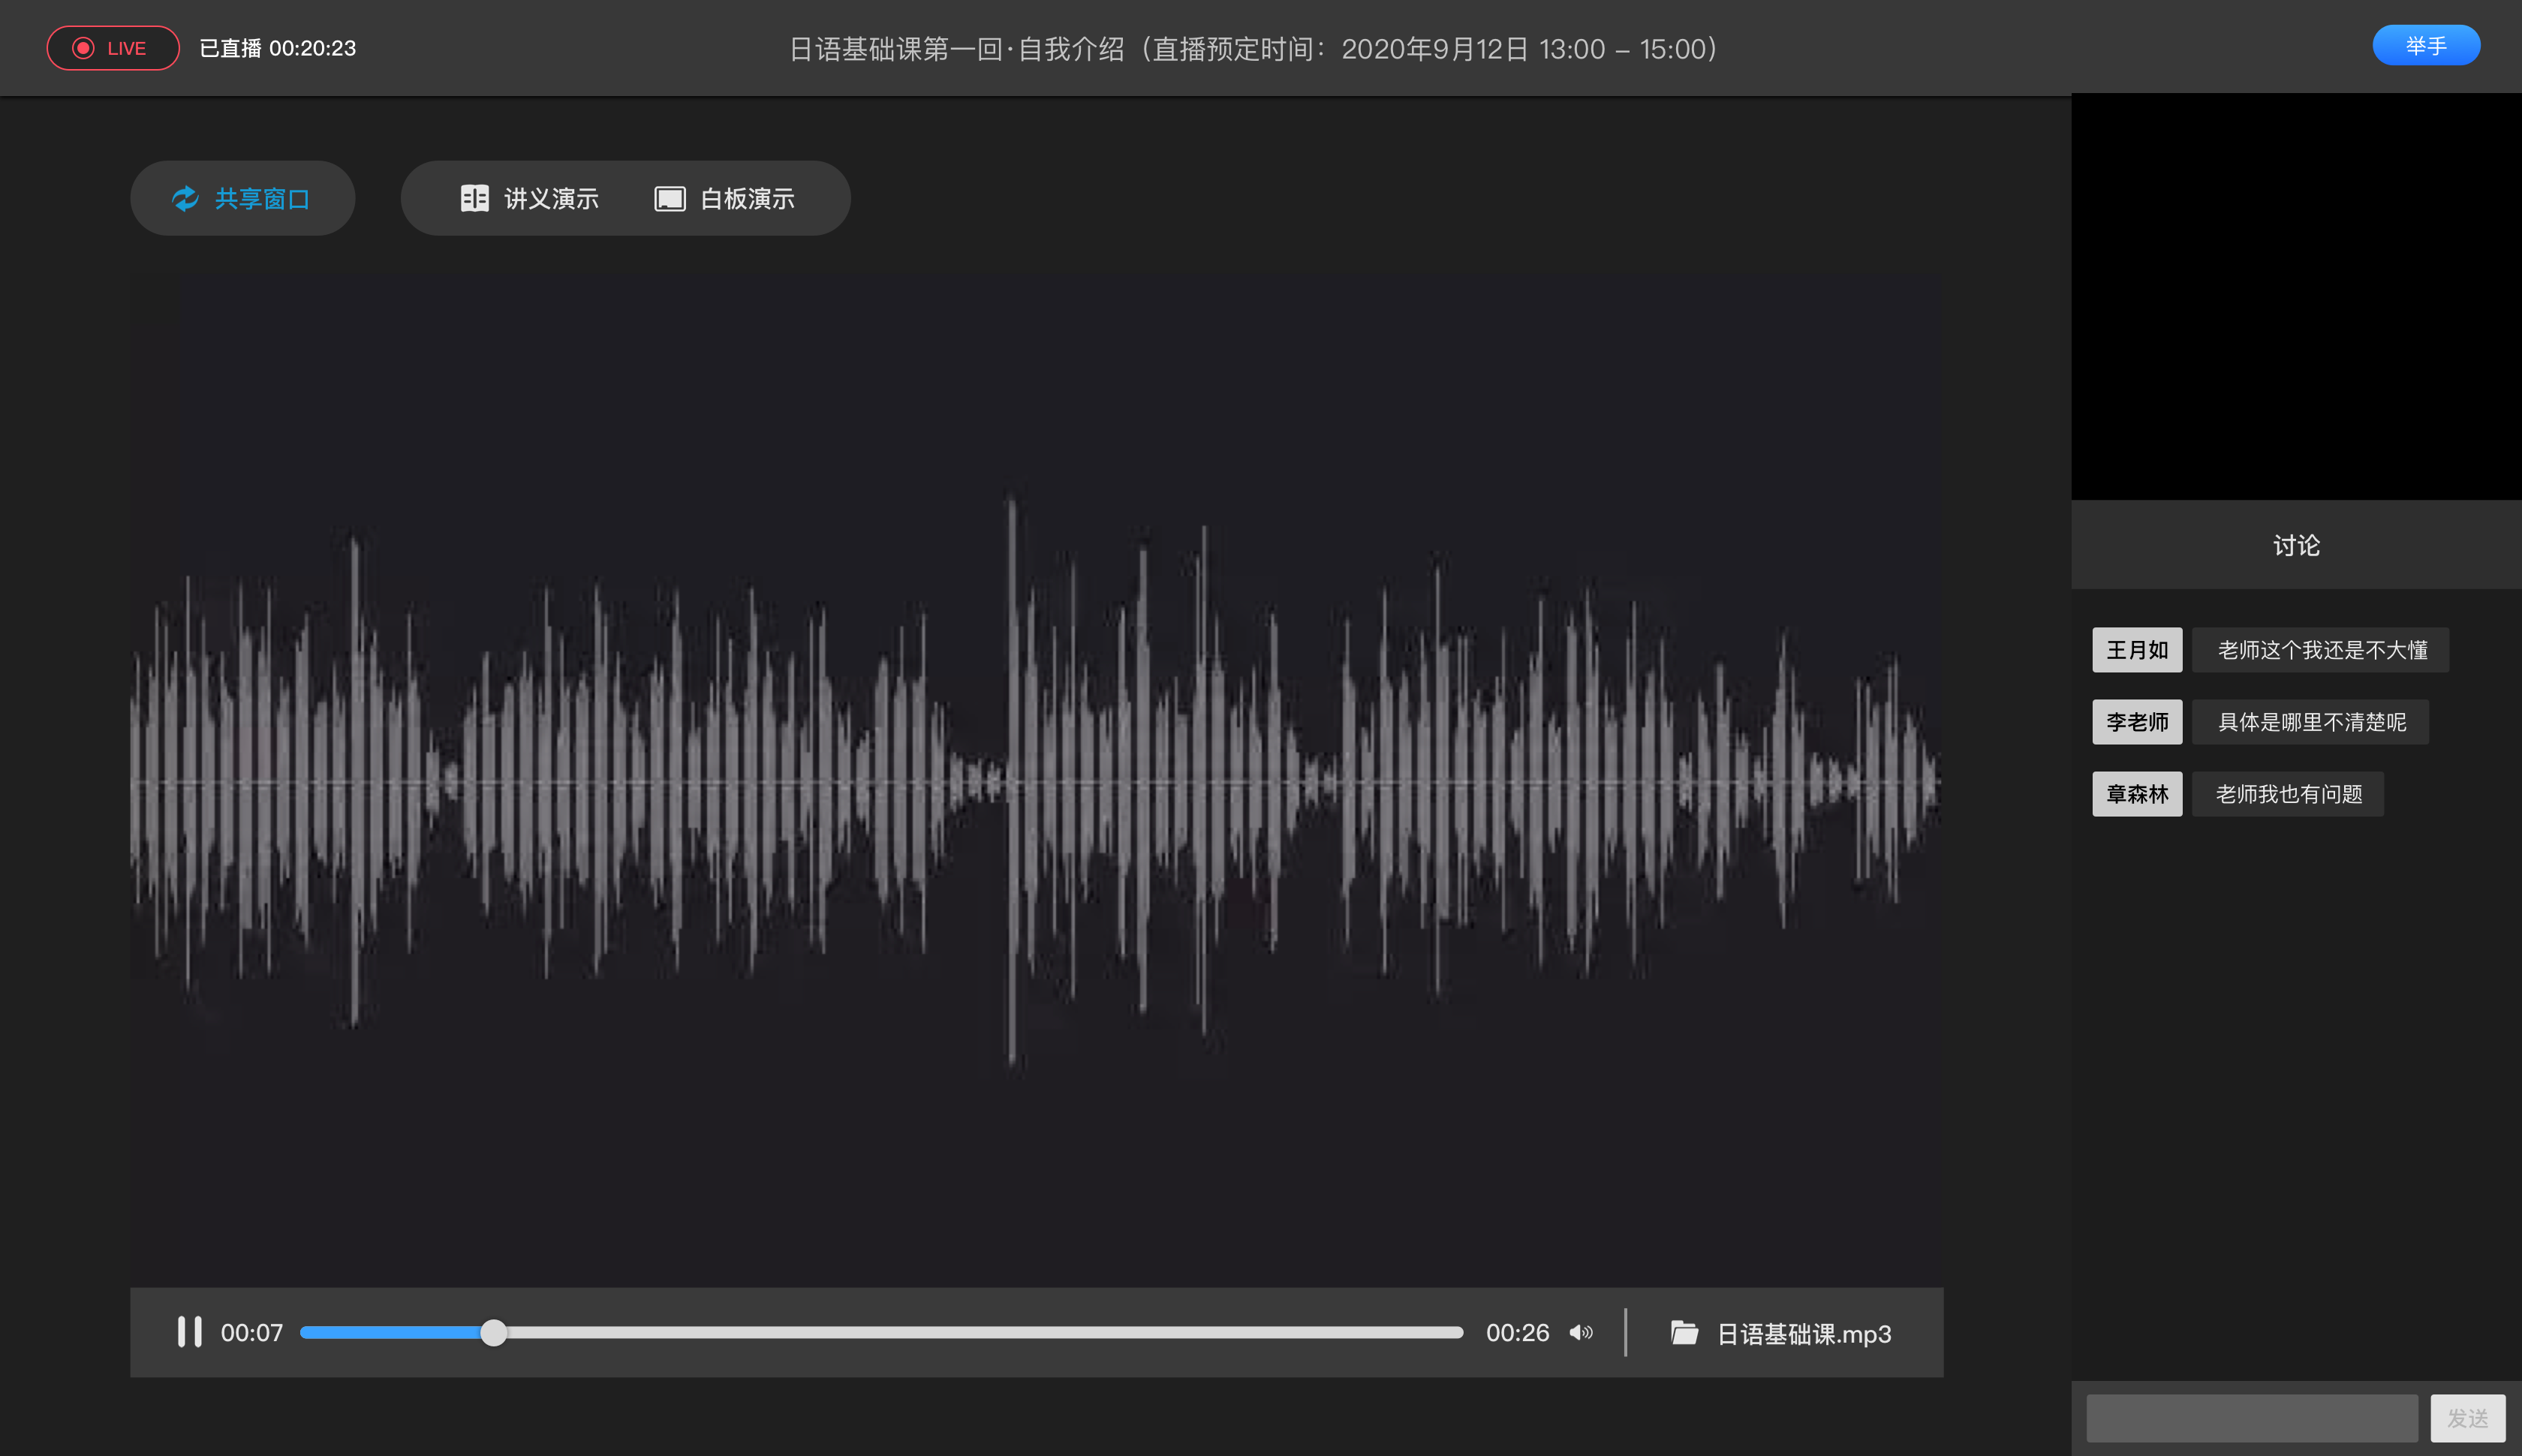 LIVE 已直播 00:20:23
日语基础课第一回·自我介绍（直播预定时间：2020年9月12日 13:00 – 15:00）
举手
共享窗口
讲义演示 白板演示
讨论
王月如 老师这个我还是不大懂
李老师 具体是哪里不清楚呢
章森林 老师我也有问题
00:07 00:26 日语基础课.mp3
发送